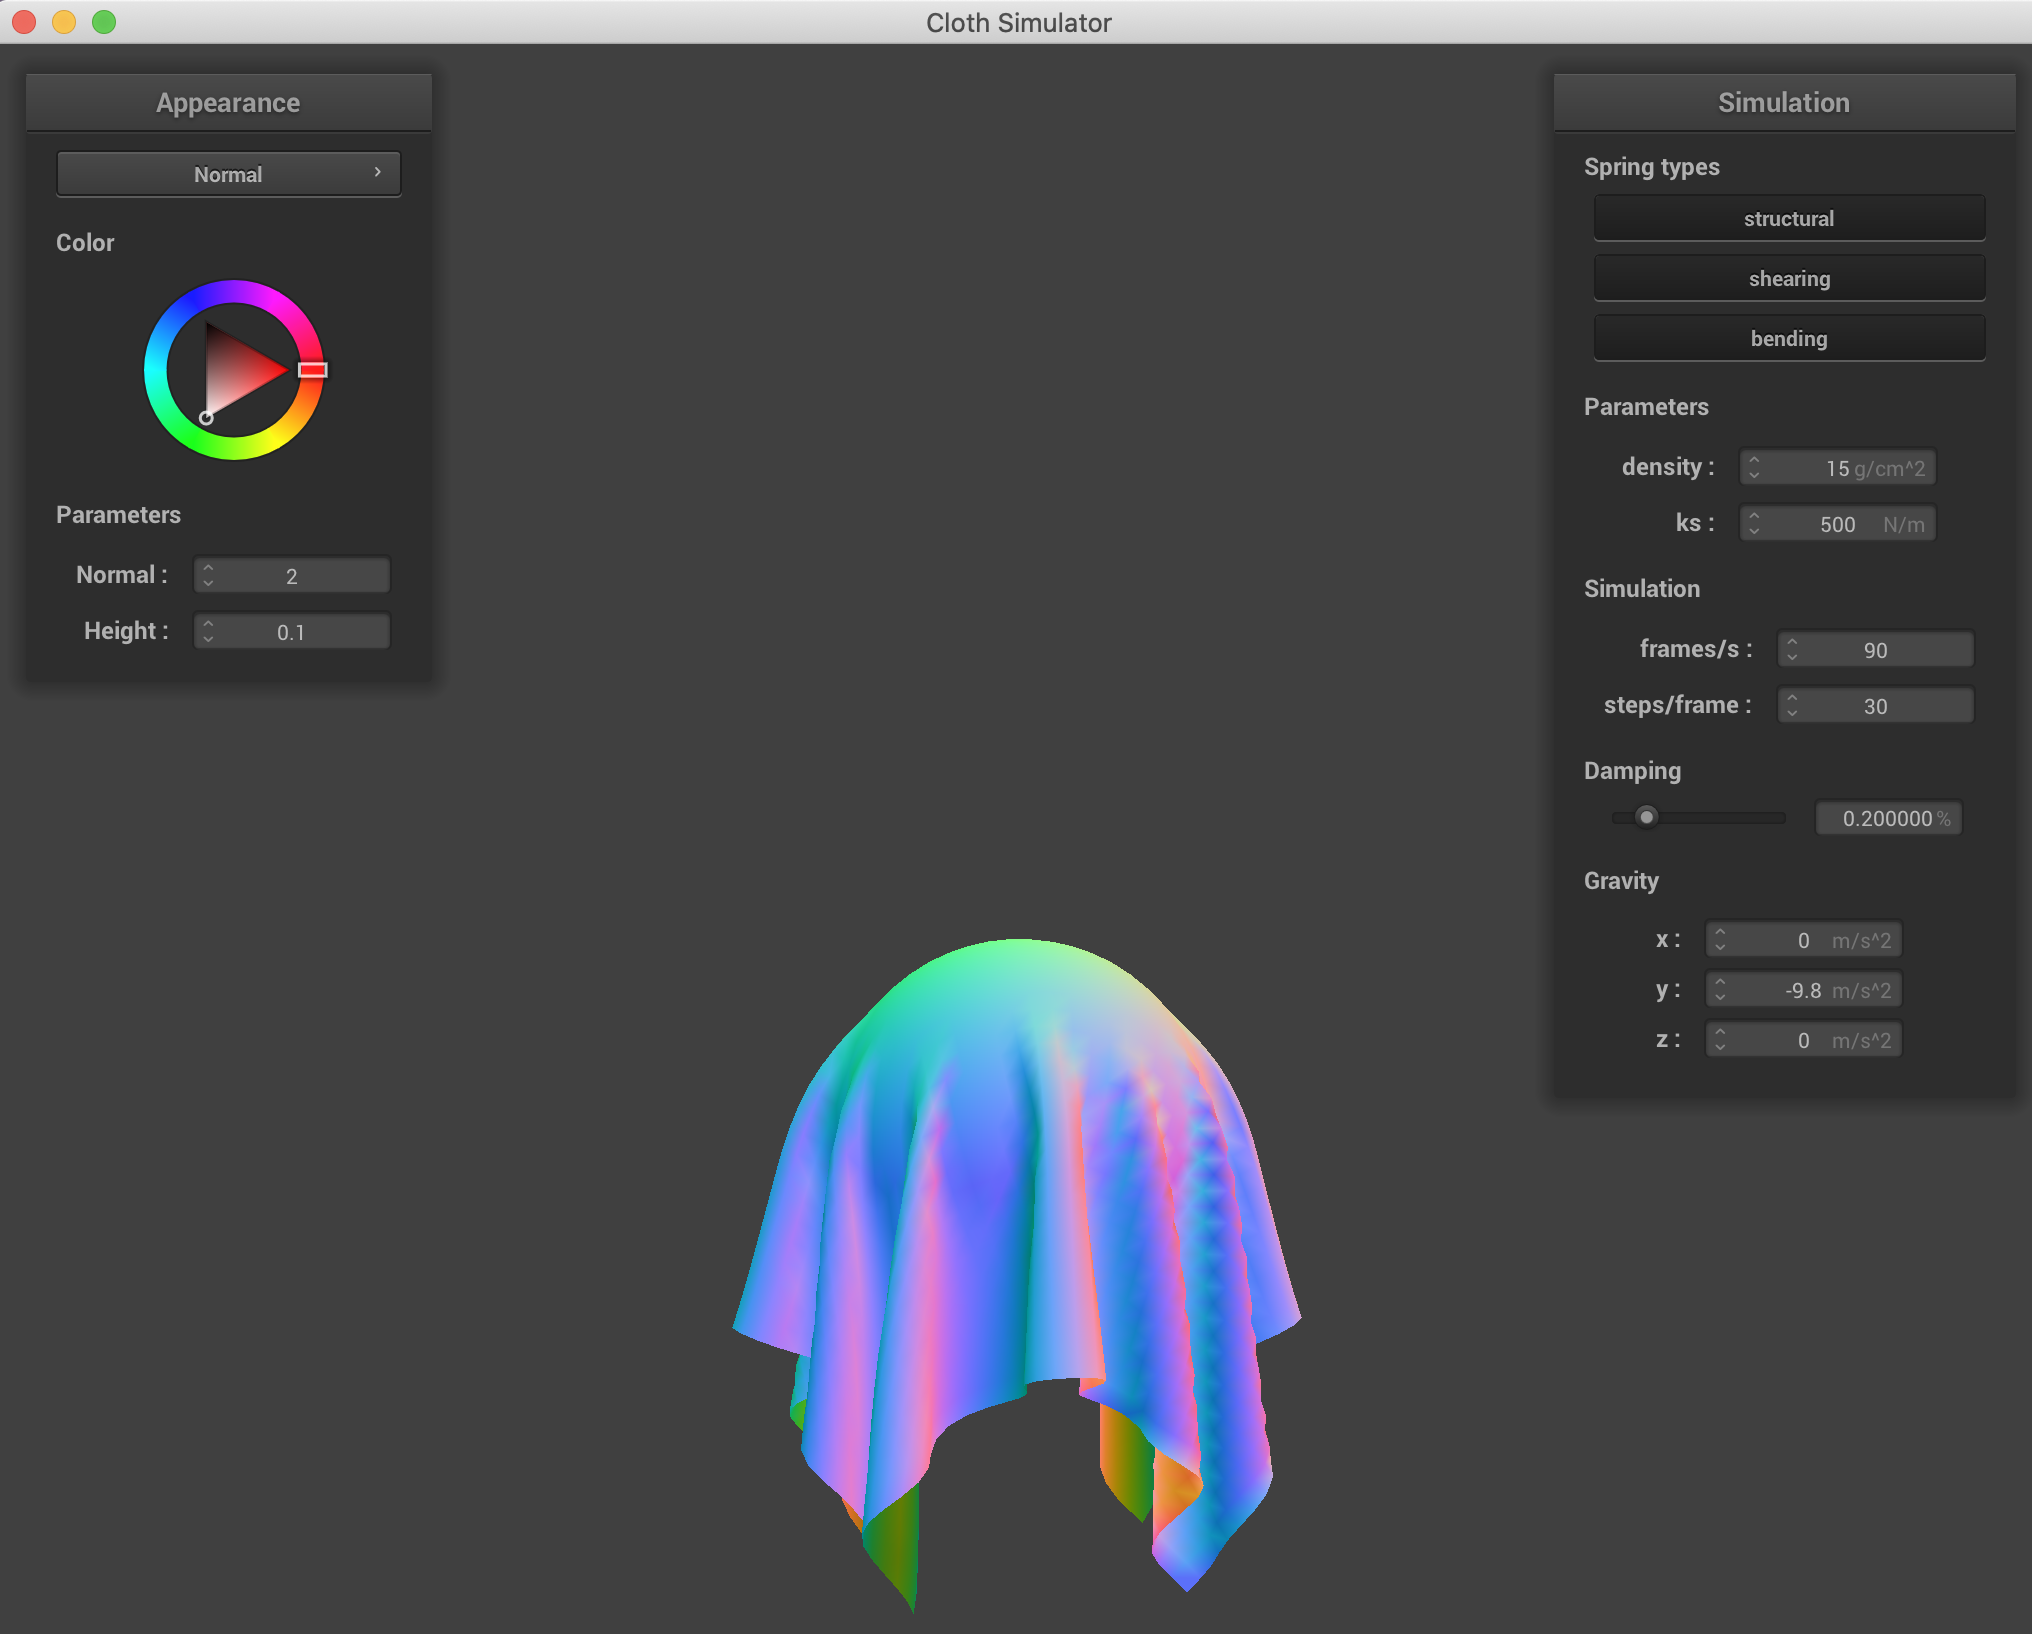 Cloth Simulator
Appearance
Normal
Color
Parameters
Normal : 2
Height : 0.1
Simulation
Spring types
structural
shearing
bending
Parameters
density : 15 g/cm^2
ks : 500 N/m
Simulation
frames/s : 90
steps/frame : 30
Damping
0.200000 %
Gravity
x : 0 m/s^2
y : -9.8 m/s^2
z : 0 m/s^2